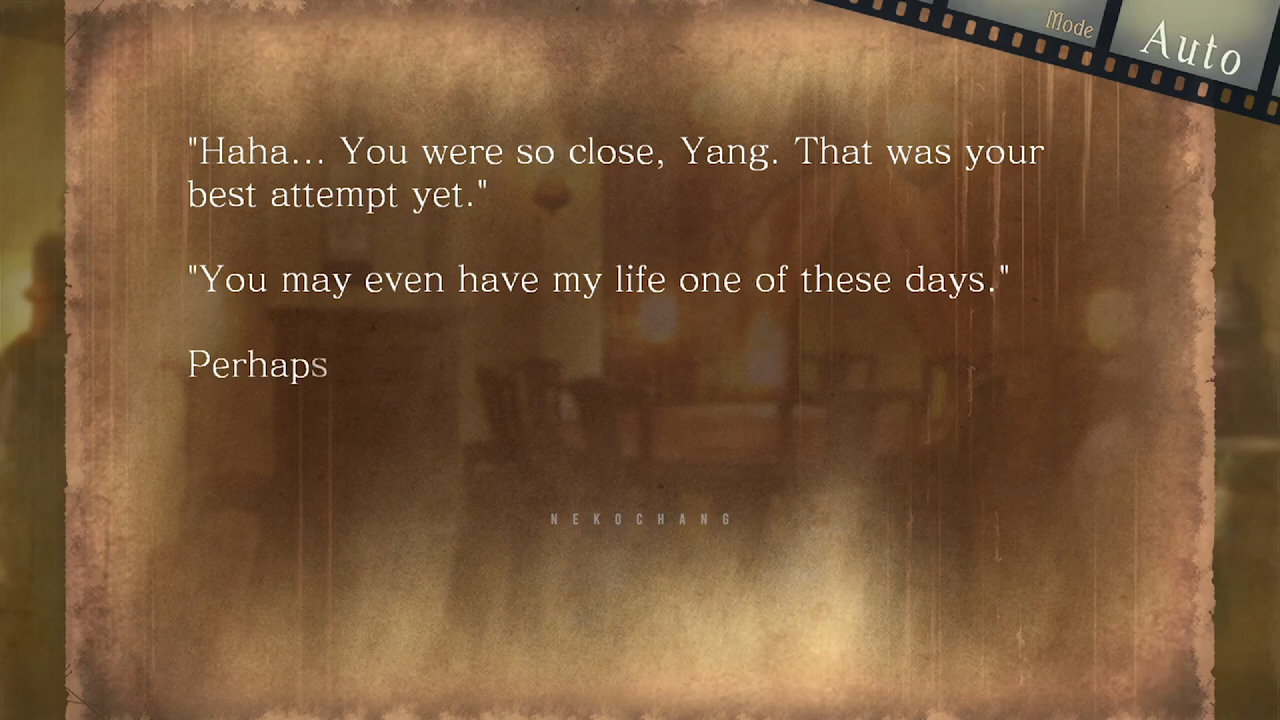 Mode
Auto
"Haha... You were so close, Yang. That was your
best attempt yet."
"You may even have my life one of these days."
Perhaps
NEKOCHANG